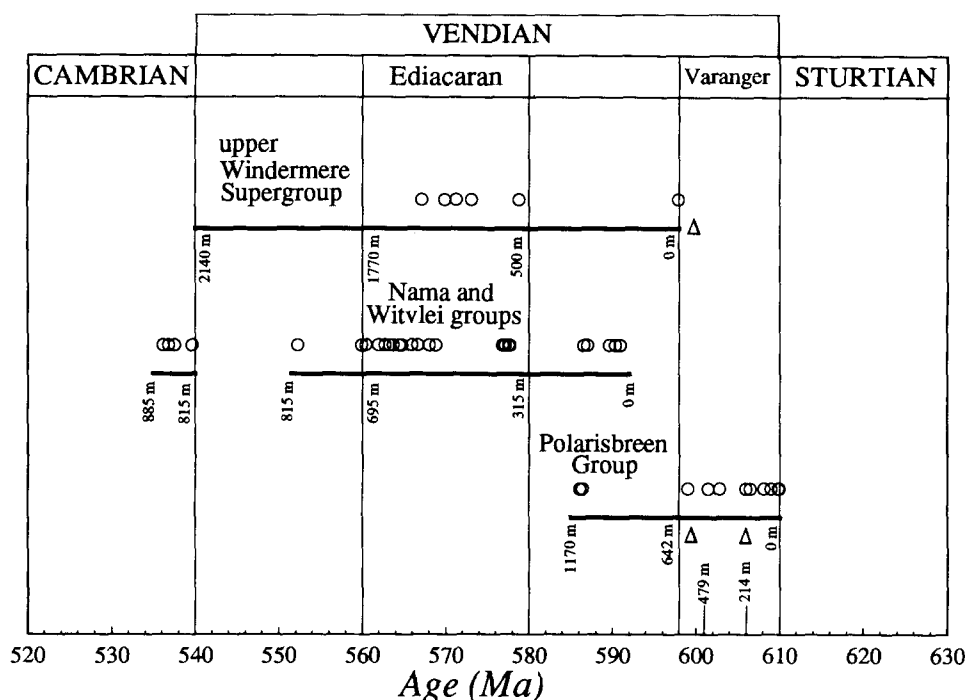 VENDIAN
CAMBRIAN Ediacaran Varanger STURTIAN
upper
Windermere
Supergroup
2140 m 1770 m 500 m 0 m
Nama and
Witvlei groups
885 m 815 m 815 m 695 m 315 m 0 m
Polarisbreen
Group
1170 m 642 m 479 m 214 m 0 m
520 530 540 550 560 570 580 590 600 610 620 630
Age (Ma)